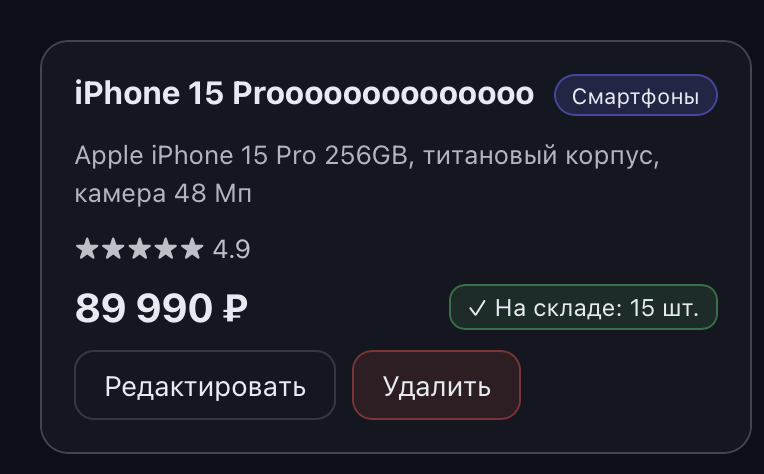 iPhone 15 Prooooooooooooooo
Смартфоны
Apple iPhone 15 Pro 256GB, титановый корпус,
камера 48 Мп
★★★★★ 4.9
89 990 ₽
✓ На складе: 15 шт.
Редактировать
Удалить